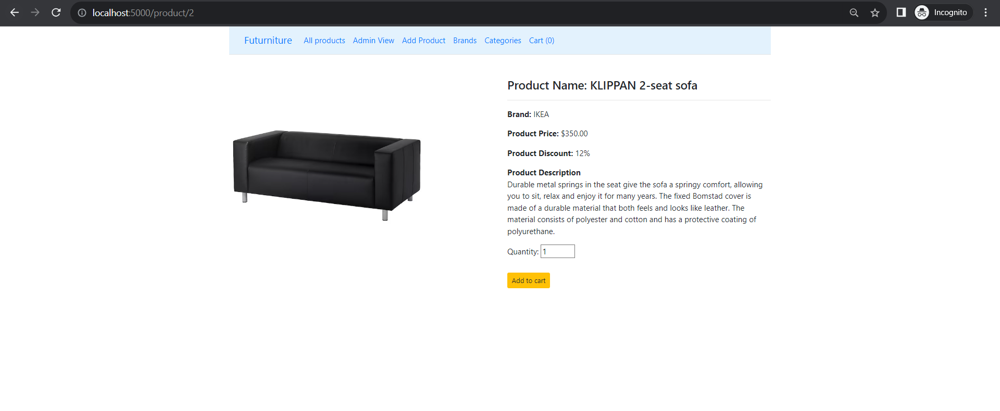 localhost:5000/product/2
Incognito
Futurniture All products Admin View Add Product Brands Categories Cart (0)
Product Name: KLIPPAN 2-seat sofa
Brand: IKEA
Product Price: $350.00
Product Discount: 12%
Product Description
Durable metal springs in the seat give the sofa a springy comfort, allowing
you to sit, relax and enjoy it for many years. The fixed Bomstad cover is
made of a durable material that both feels and looks like leather. The
material consists of polyester and cotton and has a protective coating of
polyurethane.
Quantity: 1
Add to cart